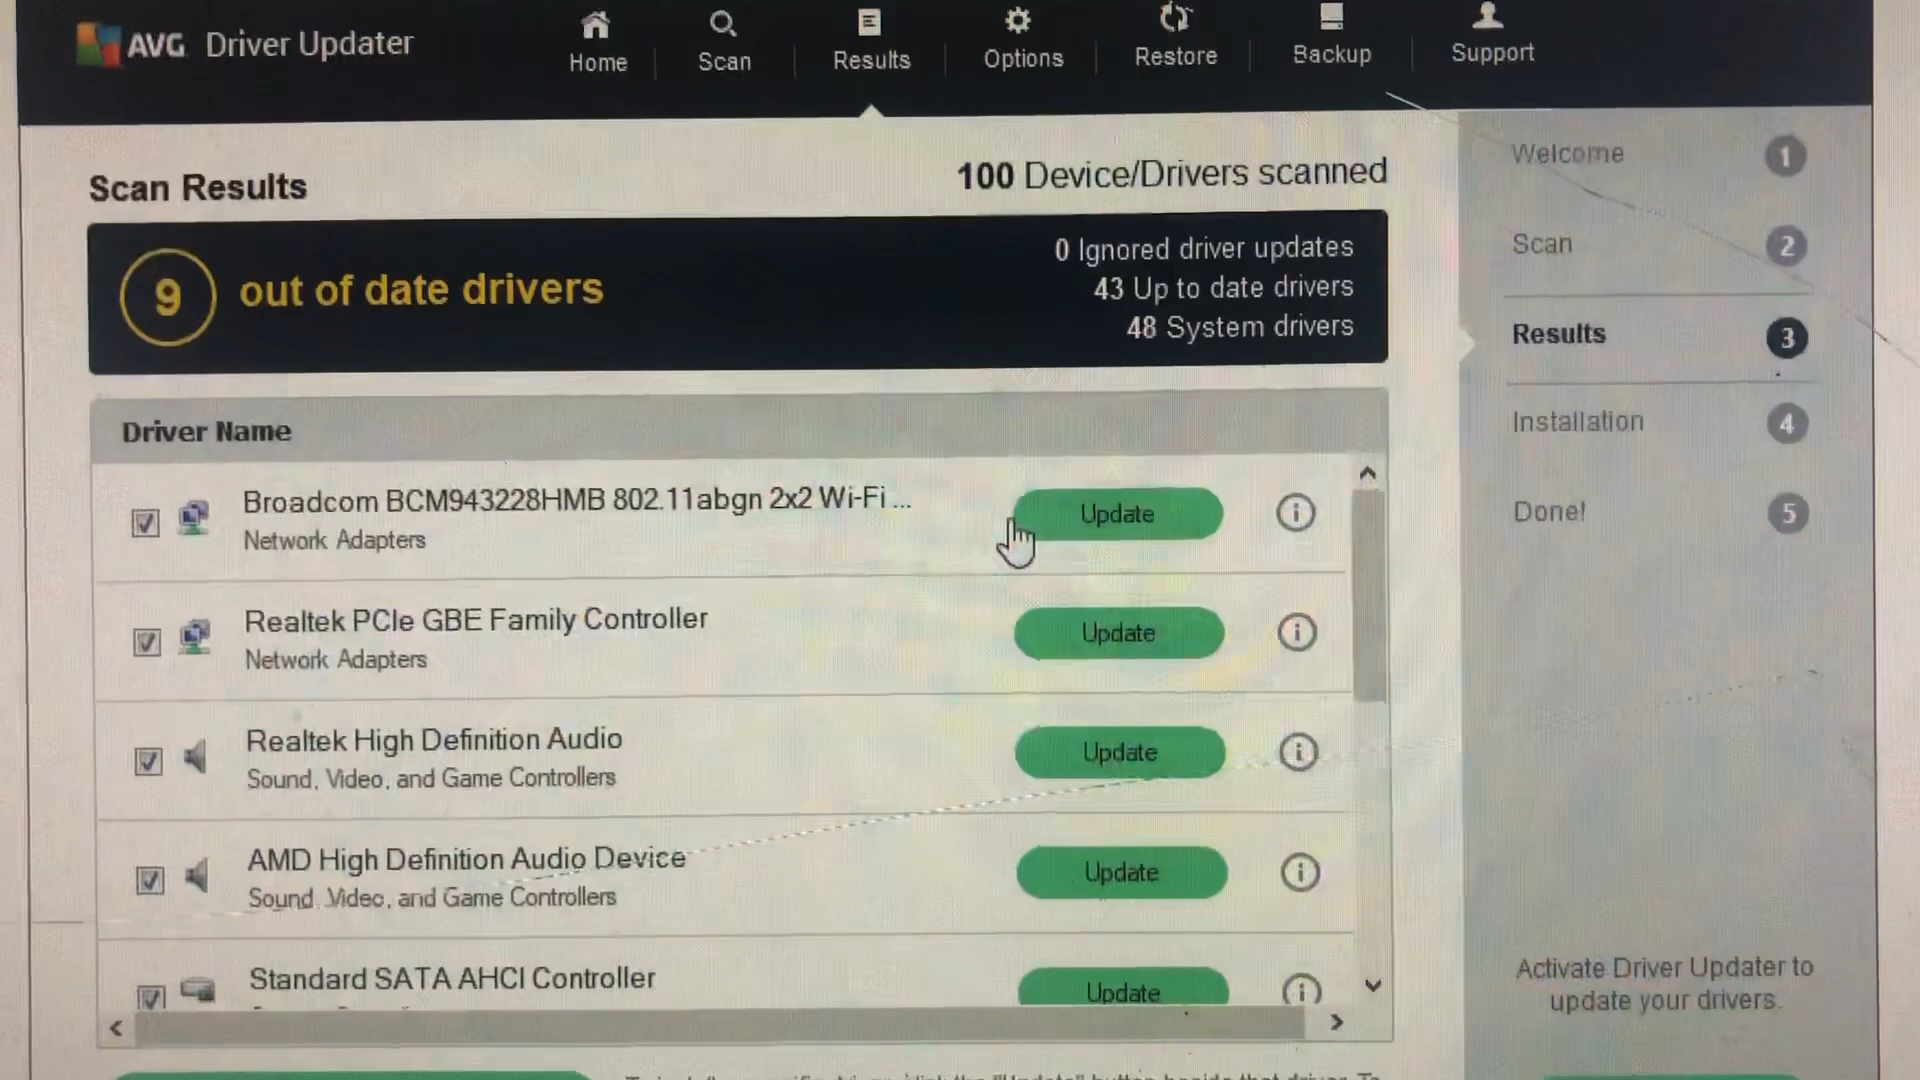 AVG Driver Updater
Home
Scan
Results
Options
Restore
Backup
Support
Scan Results
100 Device/Drivers scanned
9 out of date drivers
0 Ignored driver updates
43 Up to date drivers
48 System drivers
Driver Name
Broadcom BCM943228HMB 802.11abgn 2x2 Wi-Fi...
Network Adapters
Update
Realtek PCIe GBE Family Controller
Network Adapters
Update
Realtek High Definition Audio
Sound, Video, and Game Controllers
Update
AMD High Definition Audio Device
Sound, Video, and Game Controllers
Update
Standard SATA AHCI Controller
Update
Welcome 1
Scan 2
Results 3
Installation 4
Done! 5
Activate Driver Updater to
update your drivers.